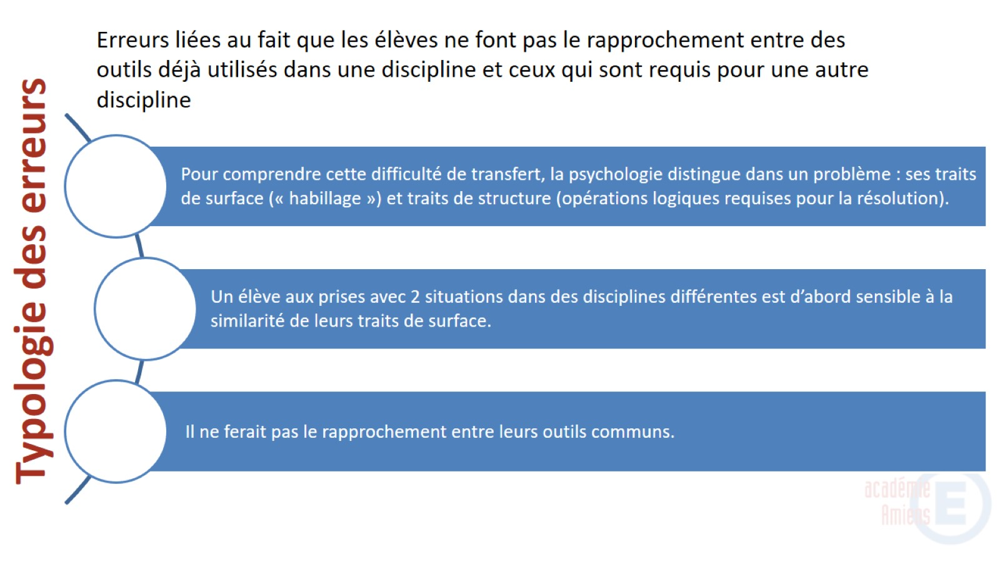 Typologie des erreurs
Erreurs liées au fait que les élèves ne font pas le rapprochement entre des
outils déjà utilisés dans une discipline et ceux qui sont requis pour une autre
discipline
Pour comprendre cette difficulté de transfert, la psychologie distingue dans un problème : ses traits
de surface (« habillage ») et traits de structure (opérations logiques requises pour la résolution).
Un élève aux prises avec 2 situations dans des disciplines différentes est d’abord sensible à la
similarité de leurs traits de surface.
Il ne ferait pas le rapprochement entre leurs outils communs.
académie
Amiens
E